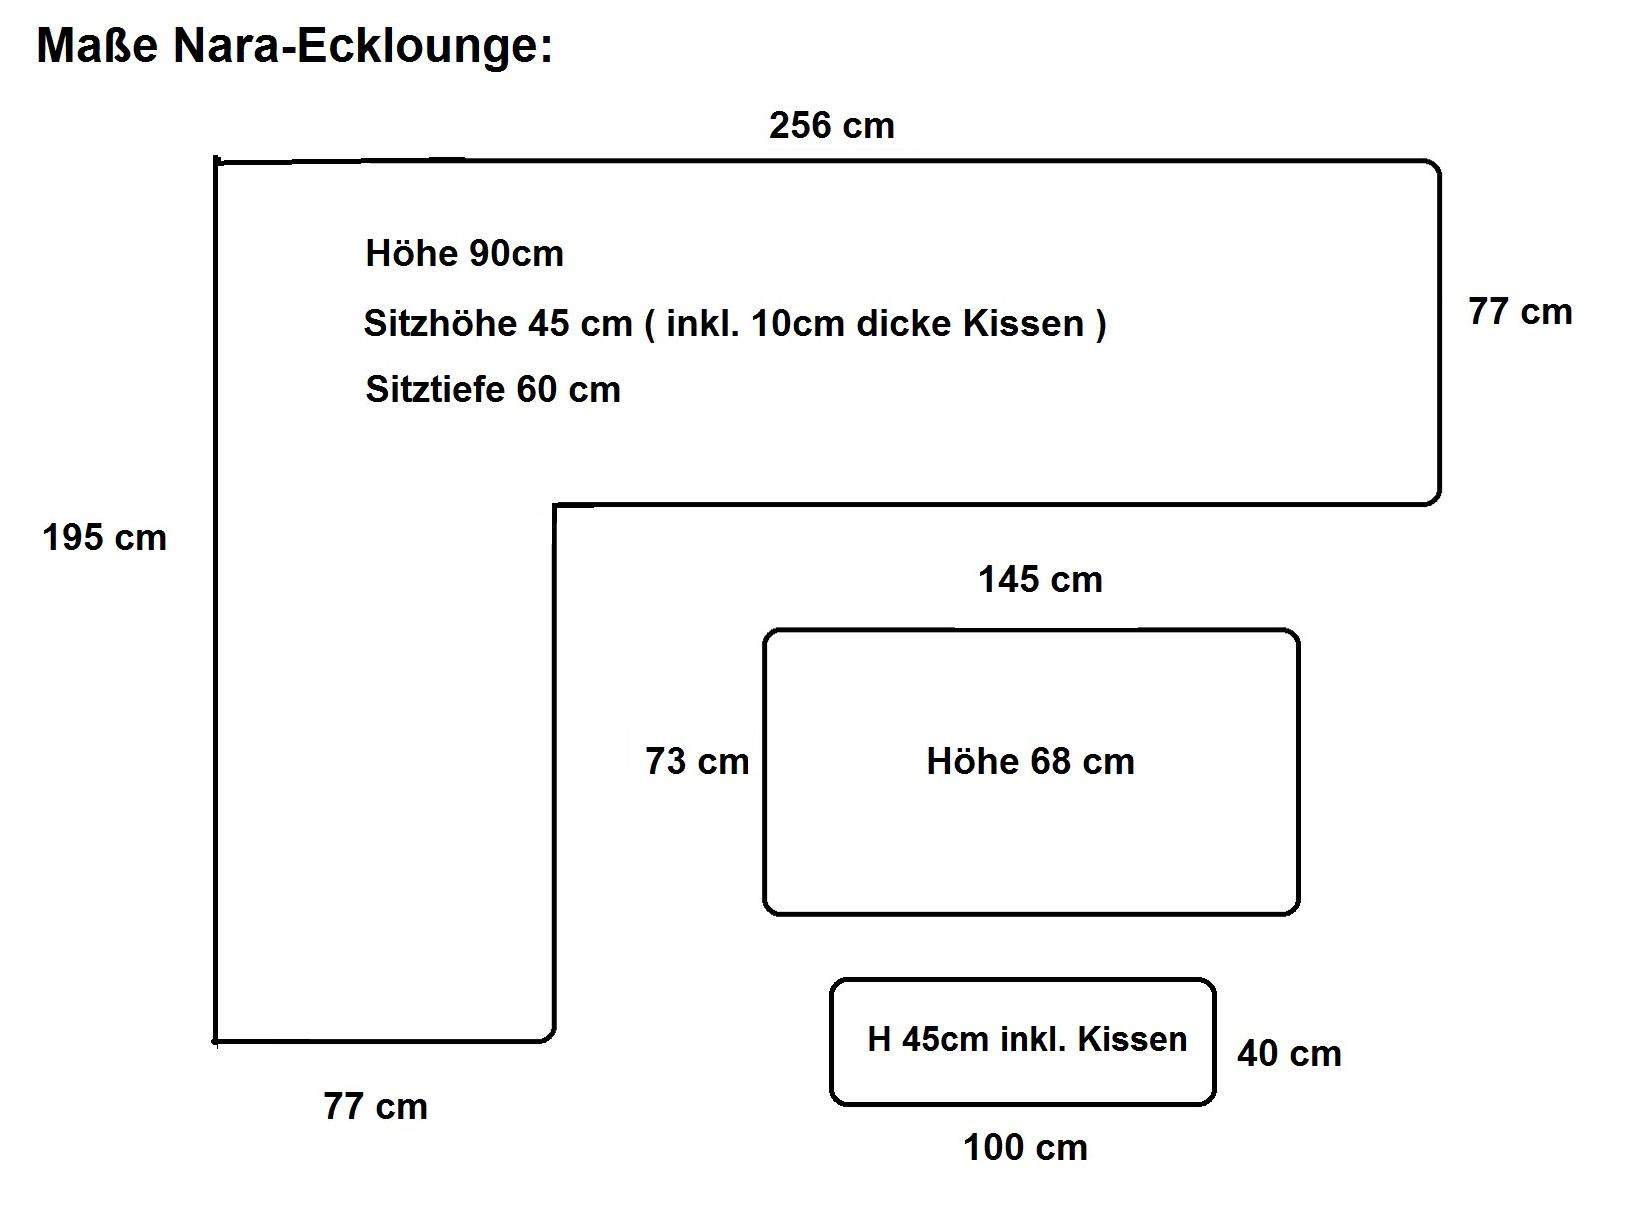 Maße Nara-Ecklounge:
256 cm
Höhe 90cm
Sitzhöhe 45 cm ( inkl. 10cm dicke Kissen )
77 cm
Sitztiefe 60 cm
195 cm
145 cm
73 cm
Höhe 68 cm
H 45cm inkl. Kissen
40 cm
77 cm
100 cm